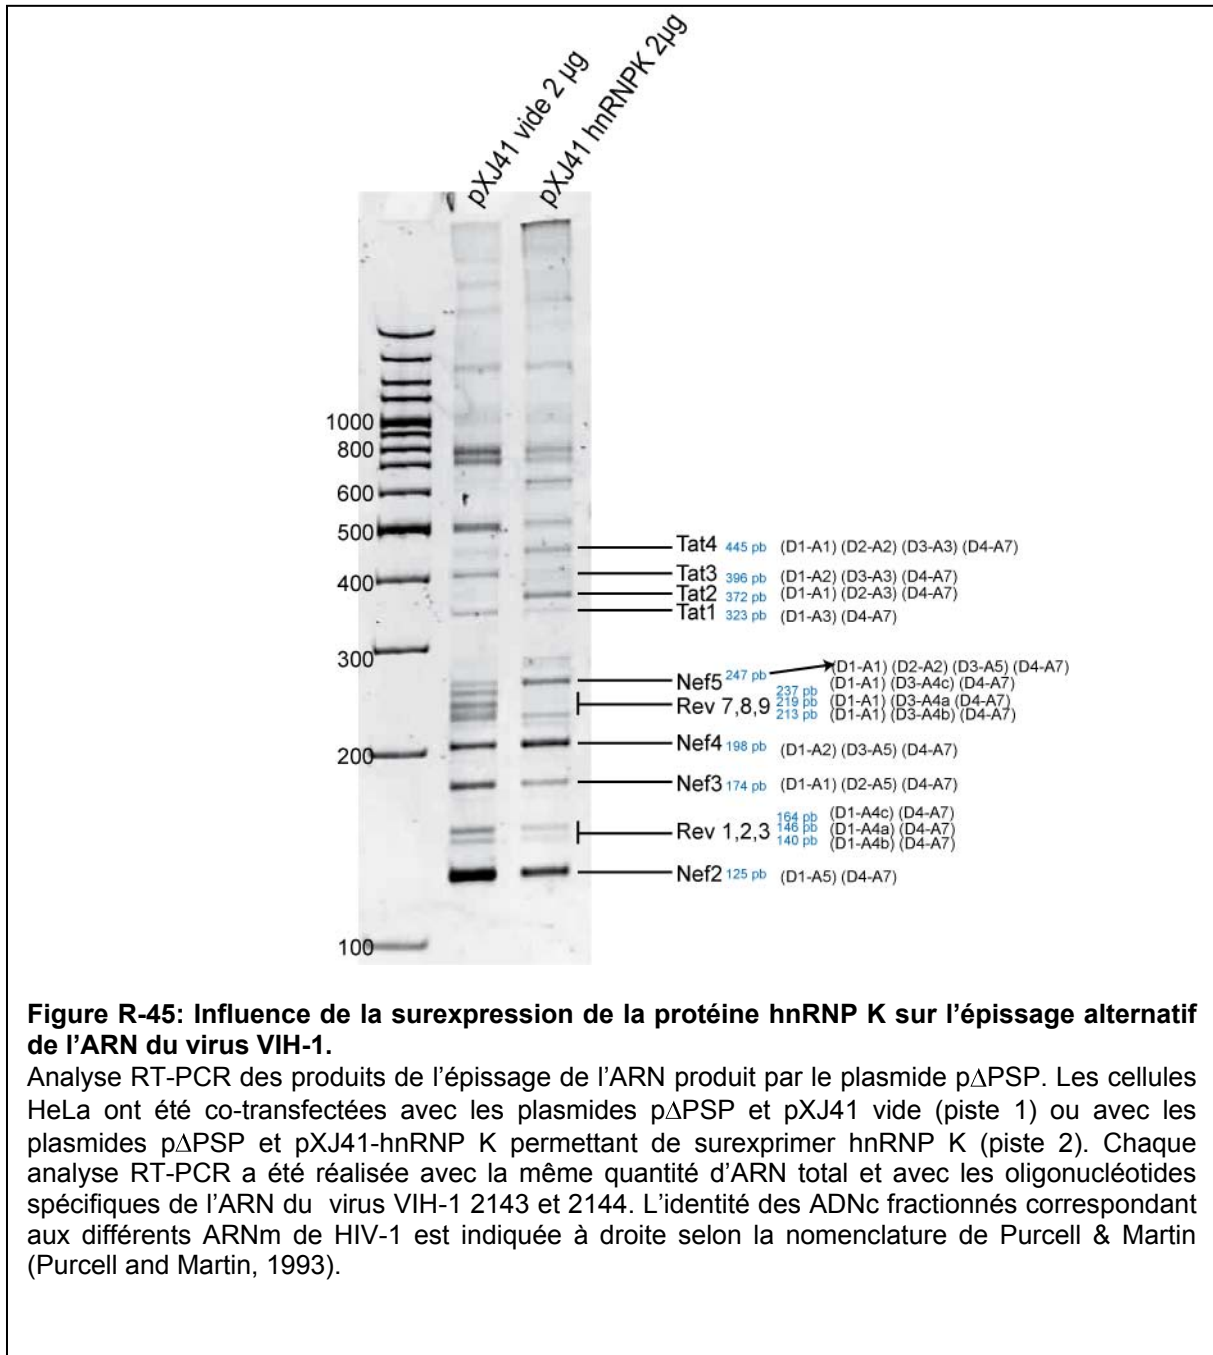 pXJ41 vide 2 µg
pXJ41 hnRNPK 2µg
1000
800
600
500
400
300
200
100
Tat4 445 pb (D1-A1) (D2-A2) (D3-A3) (D4-A7)
Tat3 396 pb (D1-A2) (D3-A3) (D4-A7)
Tat2 372 pb (D1-A1) (D2-A3) (D4-A7)
Tat1 323 pb (D1-A3) (D4-A7)
Nef5 247 pb (D1-A1) (D2-A2) (D3-A5) (D4-A7)
Rev 7,8,9
237 pb (D1-A1) (D3-A4c) (D4-A7)
219 pb (D1-A1) (D3-A4a (D4-A7)
213 pb (D1-A1) (D3-A4b) (D4-A7)
Nef4 198 pb (D1-A2) (D3-A5) (D4-A7)
Nef3 174 pb (D1-A1) (D2-A5) (D4-A7)
Rev 1,2,3
164 pb (D1-A4c) (D4-A7)
146 pb (D1-A4a) (D4-A7)
140 pb (D1-A4b) (D4-A7)
Nef2 125 pb (D1-A5) (D4-A7)
Figure R-45: Influence de la surexpression de la protéine hnRNP K sur l'épissage alternatif
de l'ARN du virus VIH-1.
Analyse RT-PCR des produits de l'épissage de l'ARN produit par le plasmide p∆PSP. Les cellules
HeLa ont été co-transfectées avec les plasmides p∆PSP et pXJ41 vide (piste 1) ou avec les
plasmides p∆PSP et pXJ41-hnRNP K permettant de surexprimer hnRNP K (piste 2). Chaque
analyse RT-PCR a été réalisée avec la même quantité d'ARN total et avec les oligonucléotides
spécifiques de l'ARN du virus VIH-1 2143 et 2144. L'identité des ADNc fractionnés correspondant
aux différents ARNm de HIV-1 est indiquée à droite selon la nomenclature de Purcell & Martin
(Purcell and Martin, 1993).